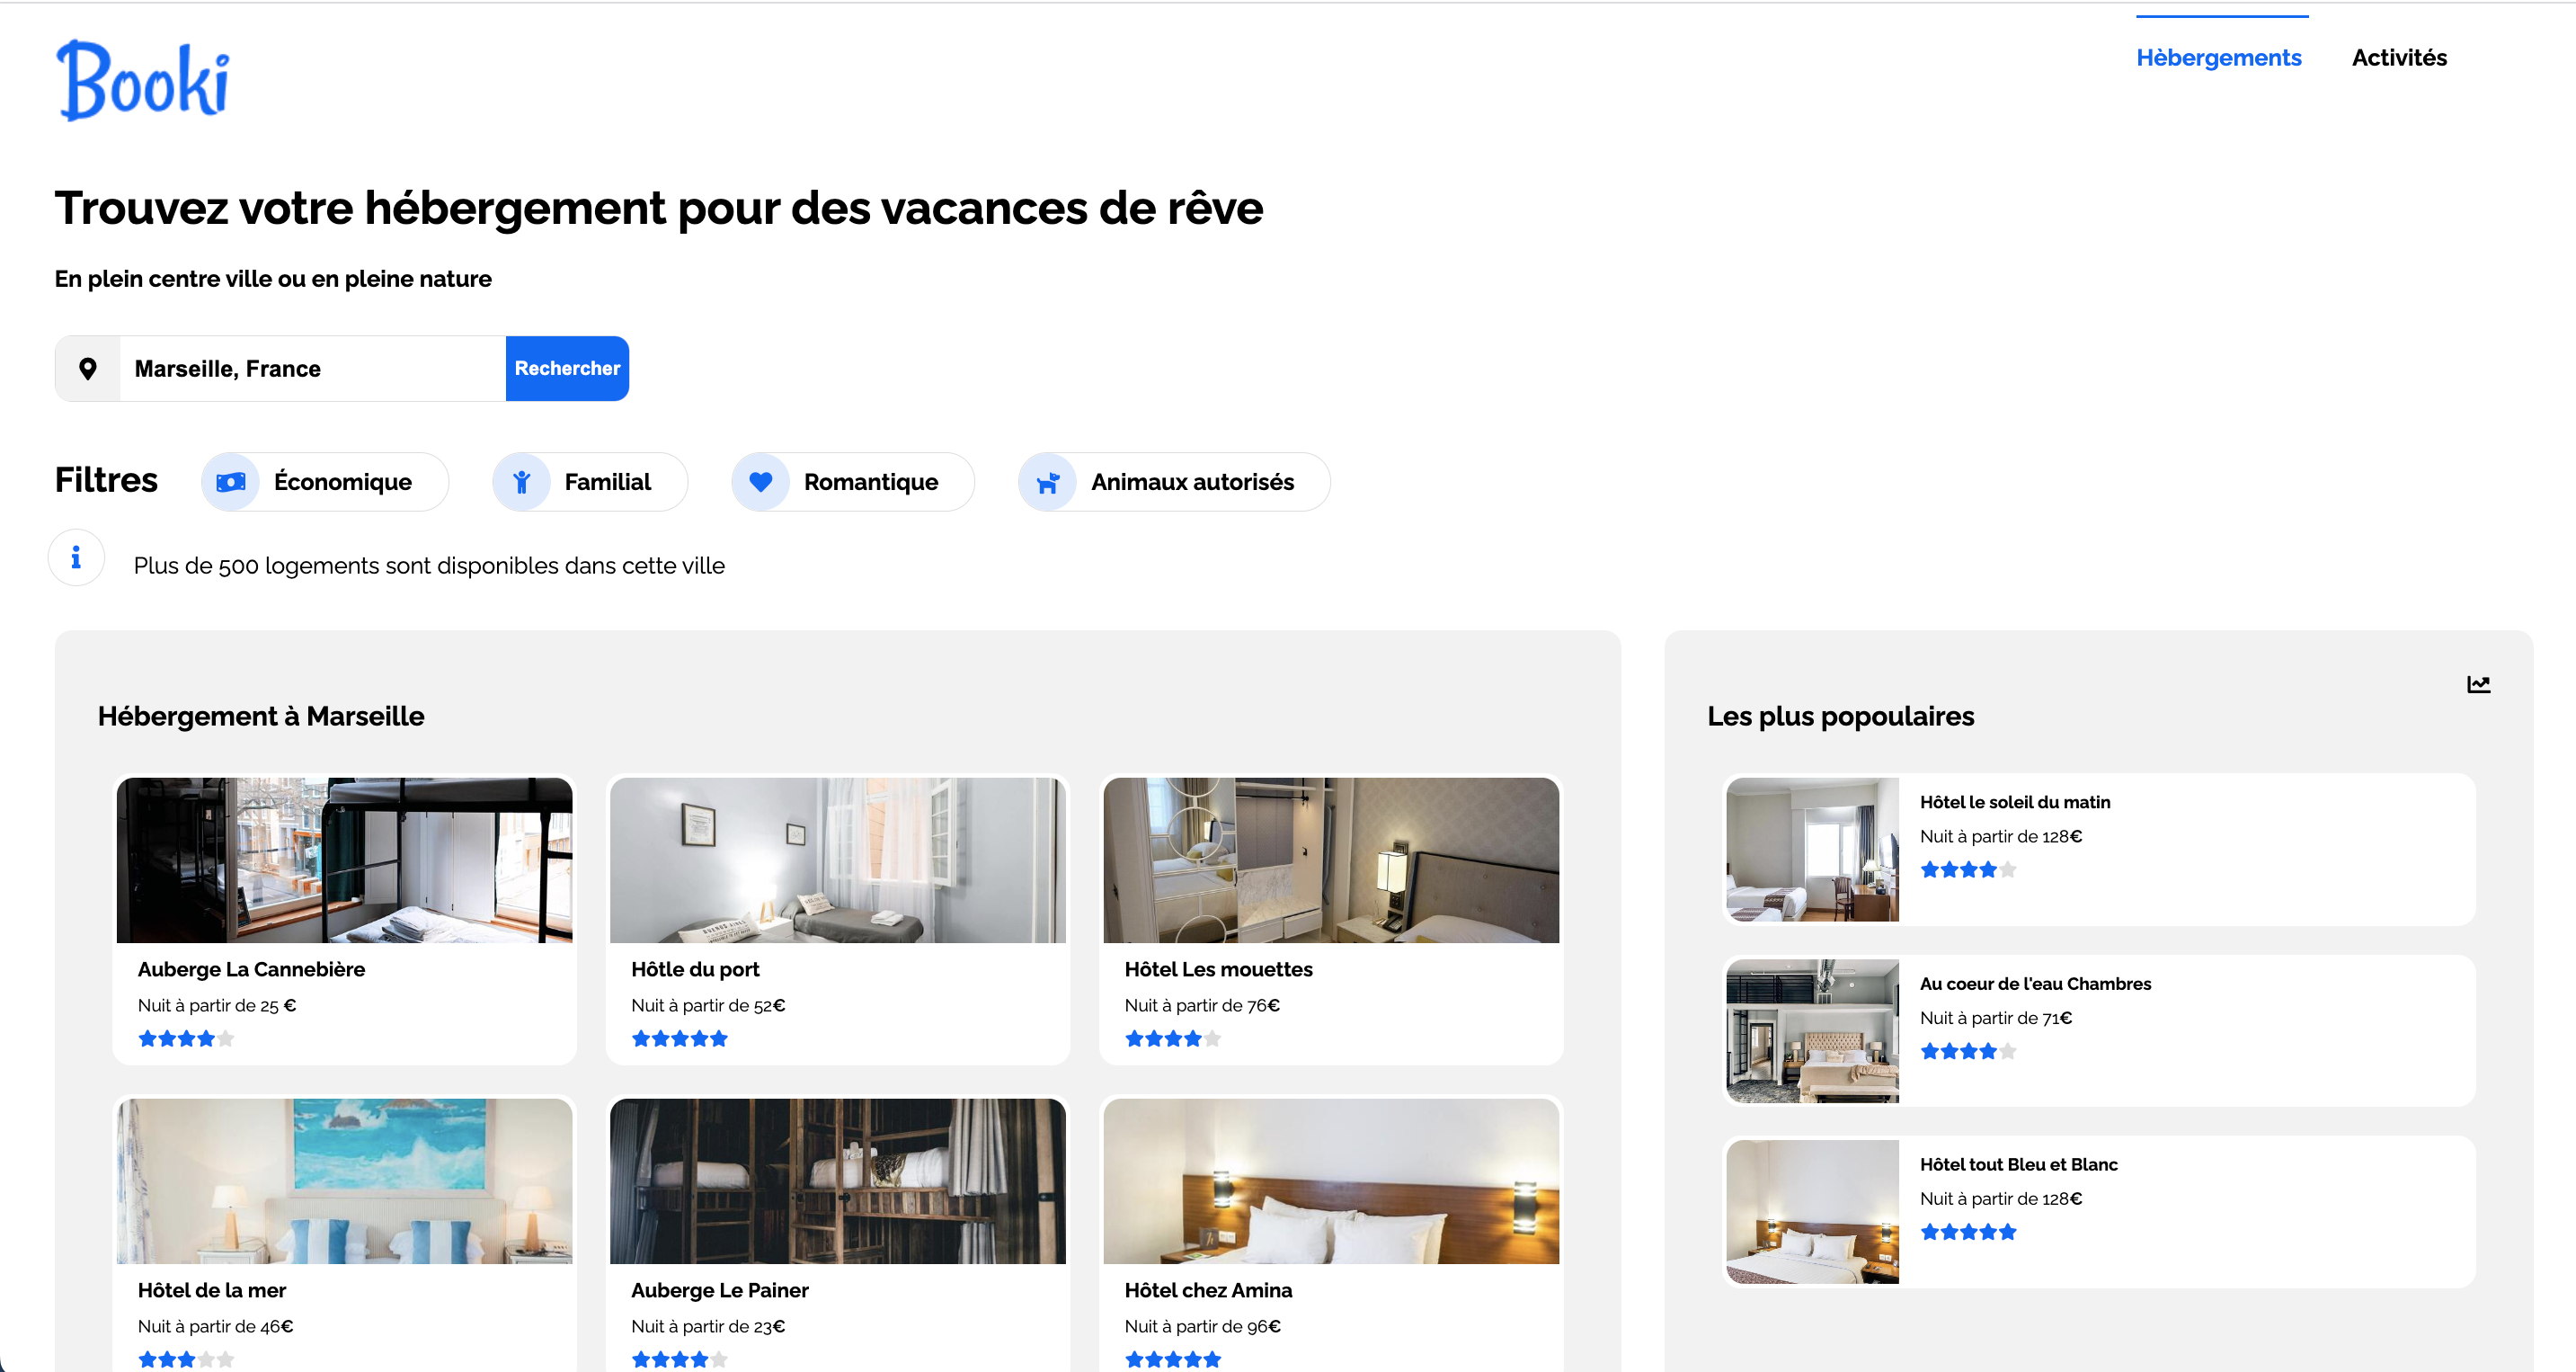 Booki
Hèbergements
Activités
Trouvez votre hébergement pour des vacances de rêve
En plein centre ville ou en pleine nature
Marseille, France
Rechercher
Filtres
Économique
Familial
Romantique
Animaux autorisés
Plus de 500 logements sont disponibles dans cette ville
Hébergement à Marseille
Auberge La Cannebière
Nuit à partir de 25 €
Hôtle du port
Nuit à partir de 52€
Hôtel Les mouettes
Nuit à partir de 76€
Hôtel de la mer
Nuit à partir de 46€
Auberge Le Painer
Nuit à partir de 23€
Hôtel chez Amina
Nuit à partir de 96€
Les plus popoulaires
Hôtel le soleil du matin
Nuit à partir de 128€
Au coeur de l'eau Chambres
Nuit à partir de 71€
Hôtel tout Bleu et Blanc
Nuit à partir de 128€